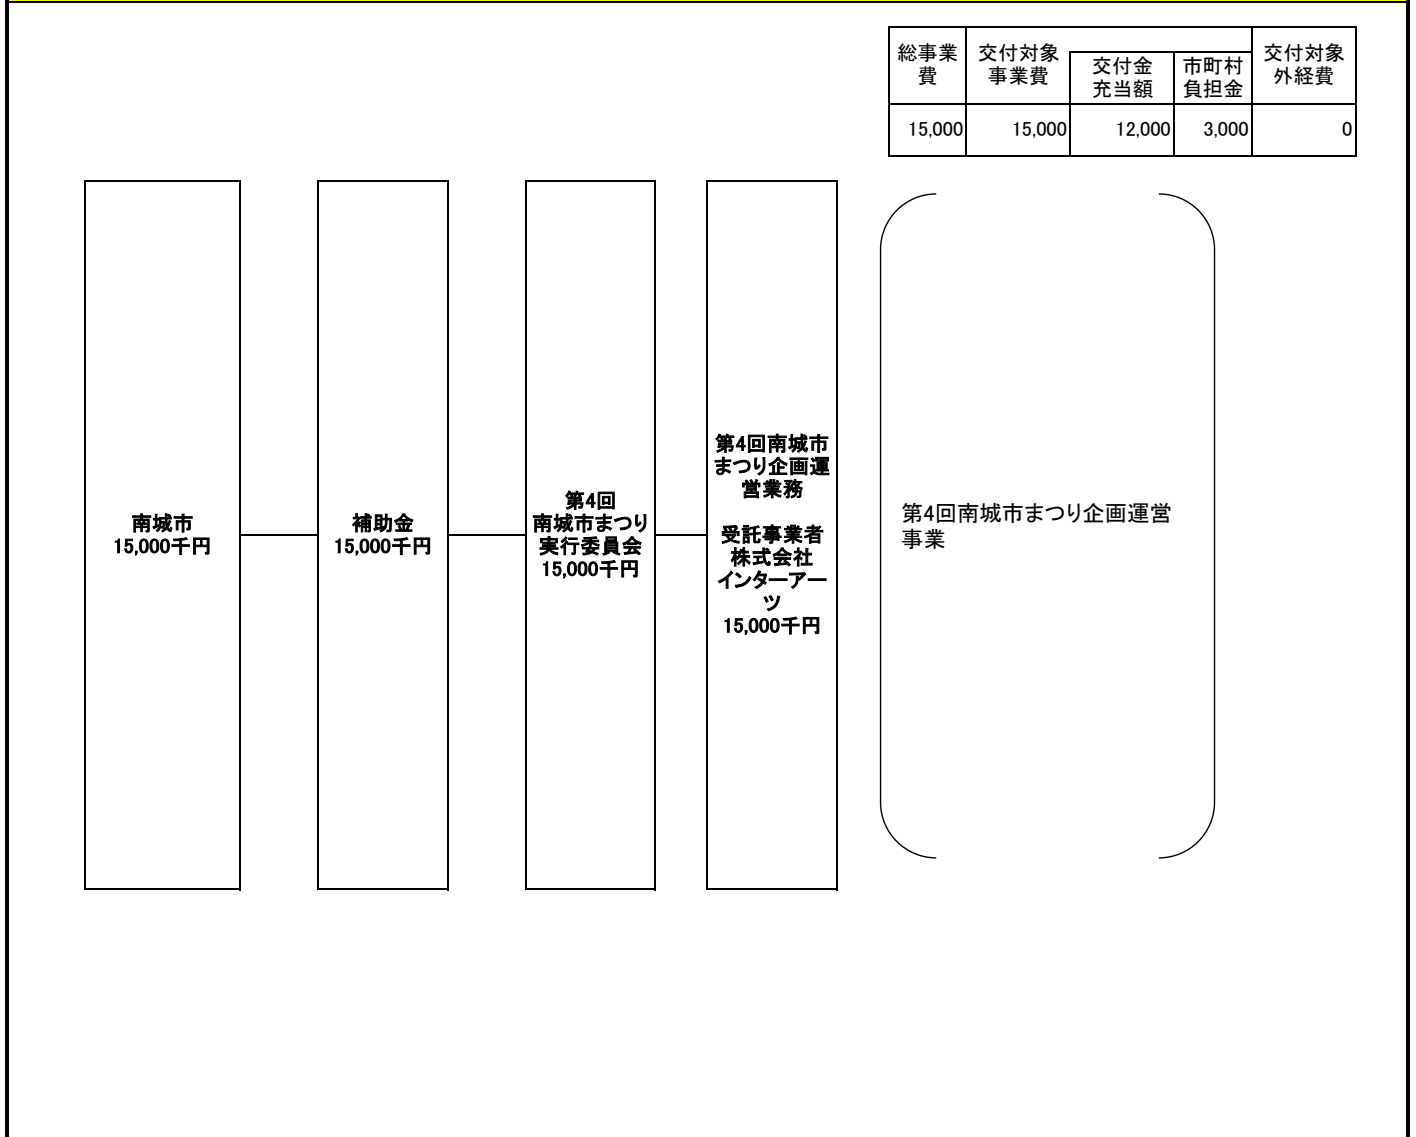 総事業
費
交付対象
事業費
交付金
充当額
市町村
負担金
交付対象
外経費
15,000
15,000
12,000
3,000
0
南城市
15,000千円
補助金
15,000千円
第4回
南城市まつり
実行委員会
15,000千円
第4回南城市
まつり企画運
営業務
受託事業者
株式会社
インターアー
ツ
15,000千円
第4回南城市まつり企画運営
事業